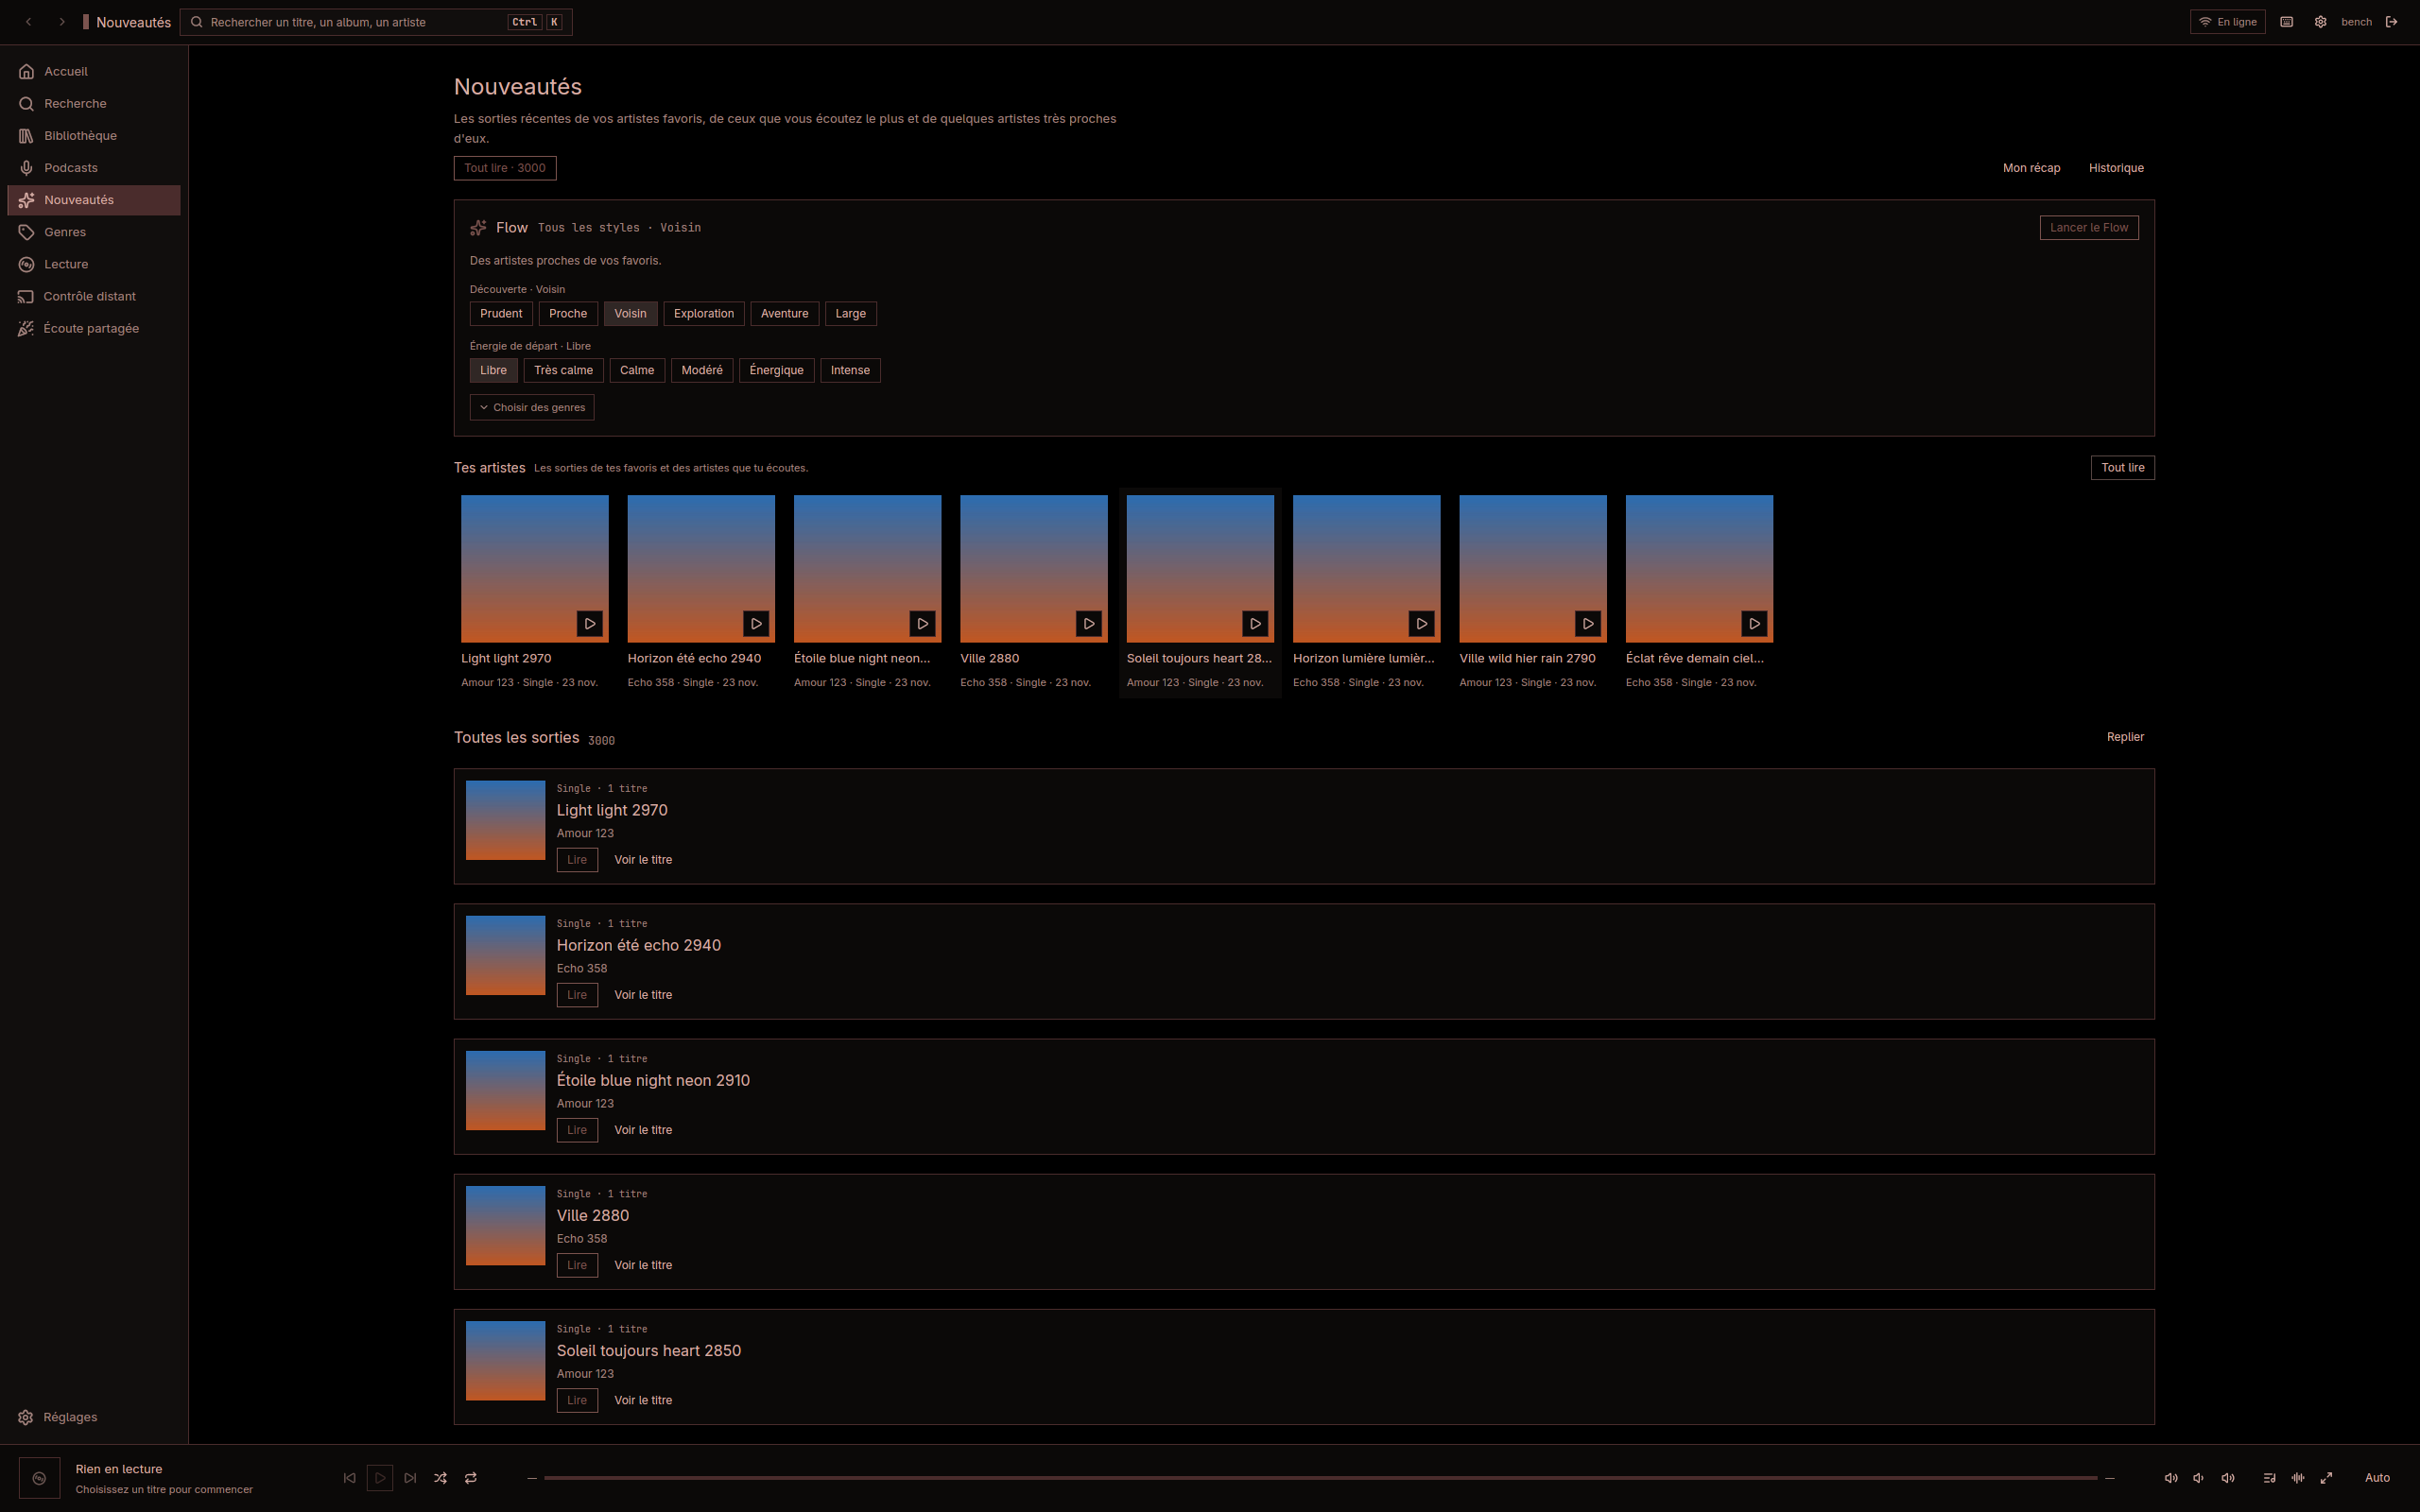 Nouveautés
Rechercher un titre, un album, un artiste
Ctrl K
En ligne
bench
Accueil
Recherche
Bibliothèque
Podcasts
Nouveautés
Genres
Lecture
Contrôle distant
Écoute partagée
Réglages
Nouveautés
Les sorties récentes de vos artistes favoris, de ceux que vous écoutez le plus et de quelques artistes très proches
d'eux.
Tout lire · 3000
Mon récap
Historique
Flow Tous les styles · Voisin
Lancer le Flow
Des artistes proches de vos favoris.
Découverte · Voisin
Prudent Proche Voisin Exploration Aventure Large
Énergie de départ · Libre
Libre Très calme Calme Modéré Énergique Intense
Choisir des genres
Tes artistes Les sorties de tes favoris et des artistes que tu écoutes.
Tout lire
Light light 2970
Amour 123 · Single · 23 nov.
Horizon été echo 2940
Echo 358 · Single · 23 nov.
Étoile blue night neon...
Amour 123 · Single · 23 nov.
Ville 2880
Echo 358 · Single · 23 nov.
Soleil toujours heart 28...
Amour 123 · Single · 23 nov.
Horizon lumière lumièr...
Echo 358 · Single · 23 nov.
Ville wild hier rain 2790
Amour 123 · Single · 23 nov.
Éclat rêve demain ciel...
Echo 358 · Single · 23 nov.
Toutes les sorties 3000
Replier
Single · 1 titre
Light light 2970
Amour 123
Lire Voir le titre
Single · 1 titre
Horizon été echo 2940
Echo 358
Lire Voir le titre
Single · 1 titre
Étoile blue night neon 2910
Amour 123
Lire Voir le titre
Single · 1 titre
Ville 2880
Echo 358
Lire Voir le titre
Single · 1 titre
Soleil toujours heart 2850
Amour 123
Lire Voir le titre
Rien en lecture
Choisissez un titre pour commencer
— —
Auto